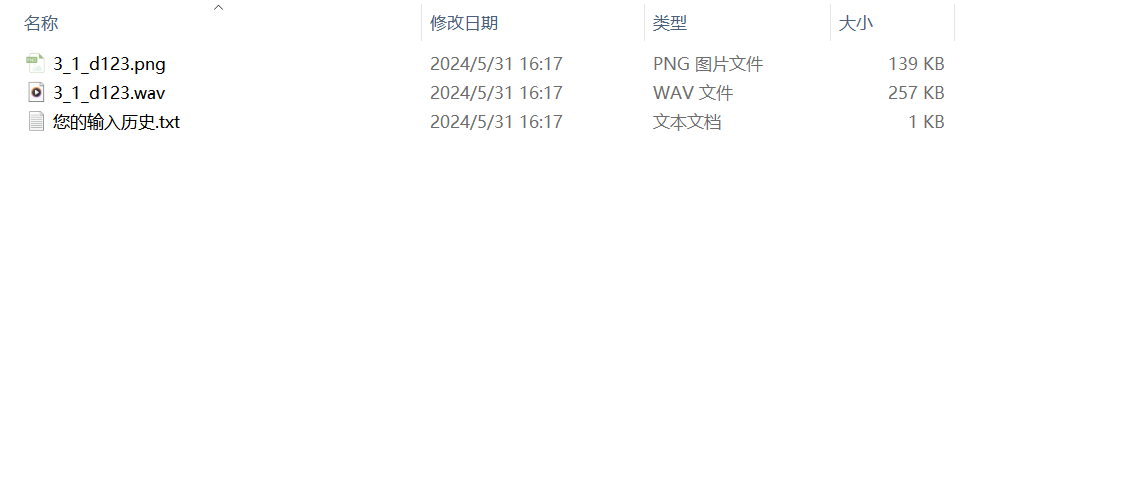 名称 修改日期 类型 大小
3_1_d123.png 2024/5/31 16:17 PNG 图片文件 139 KB
3_1_d123.wav 2024/5/31 16:17 WAV 文件 257 KB
您的输入历史.txt 2024/5/31 16:17 文本文档 1 KB